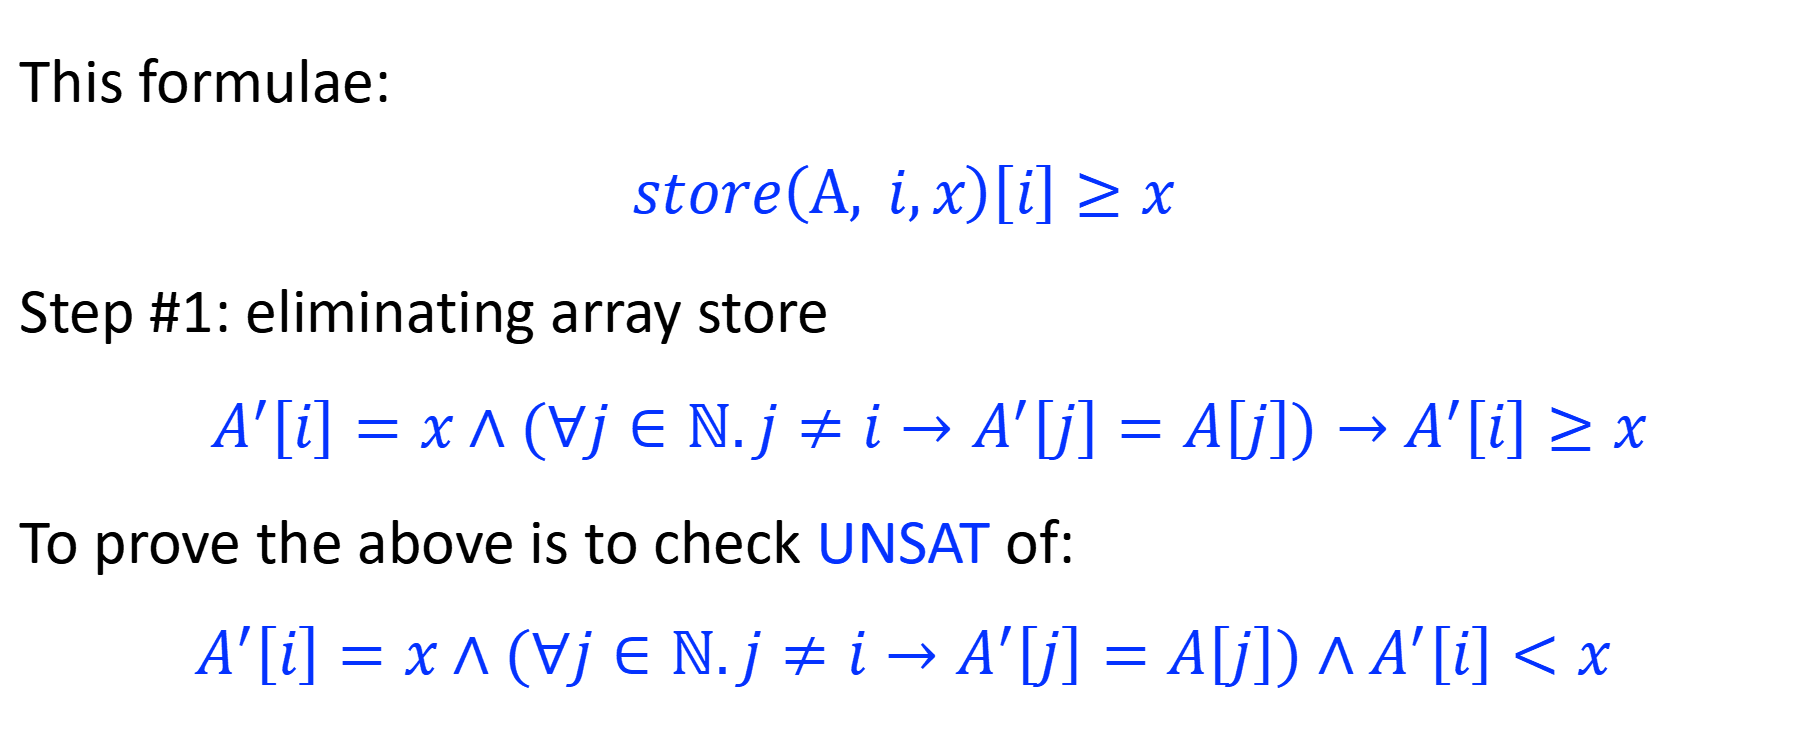 This formulae:
store(A, i, x)[i] ≥ x
Step #1: eliminating array store
A′[i] = x ∧ (∀j ∈ ℕ. j ≠ i → A′[j] = A[j]) → A′[i] ≥ x
To prove the above is to check UNSAT of:
A′[i] = x ∧ (∀j ∈ ℕ. j ≠ i → A′[j] = A[j]) ∧ A′[i] < x